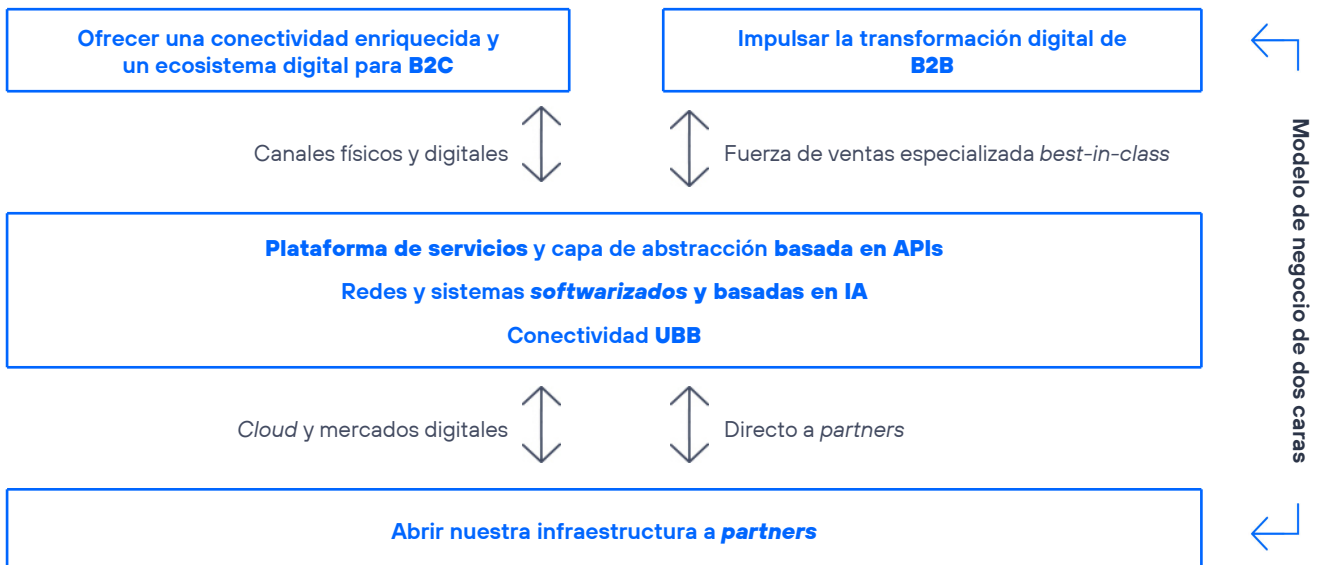 Ofrecer una conectividad enriquecida y
un ecosistema digital para B2C
Impulsar la transformación digital de
B2B
Canales físicos y digitales
Fuerza de ventas especializada best-in-class
Plataforma de servicios y capa de abstracción basada en APIs
Redes y sistemas softwarizados y basadas en IA
Conectividad UBB
Cloud y mercados digitales
Directo a partners
Abrir nuestra infraestructura a partners
Modelo de negocio de dos caras